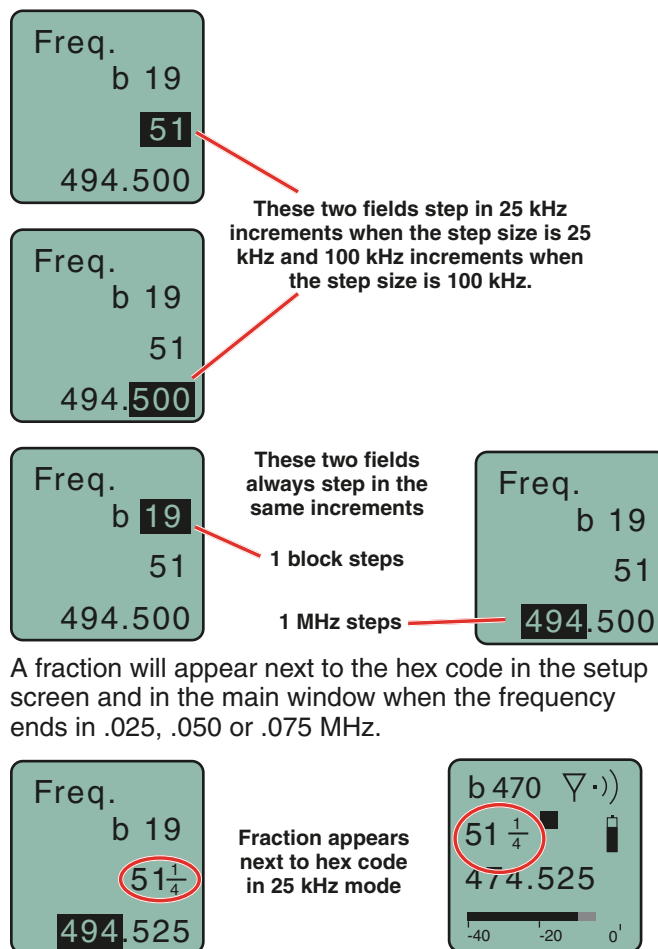 Freq.
b 19
51
494.500
These two fields step in 25 kHz
increments when the step size is 25
kHz and 100 kHz increments when
the step size is 100 kHz.
Freq.
b 19
51
494.500
Freq.
b 19
51
494.500
These two fields
always step in the
same increments
1 block steps
1 MHz steps
Freq.
b 19
51
494.500
A fraction will appear next to the hex code in the setup
screen and in the main window when the frequency
ends in .025, .050 or .075 MHz.
Freq.
b 19
51 1/4
494.525
Fraction appears
next to hex code
in 25 kHz mode
b 470
51 1/4
474.525
-40 -20 0'